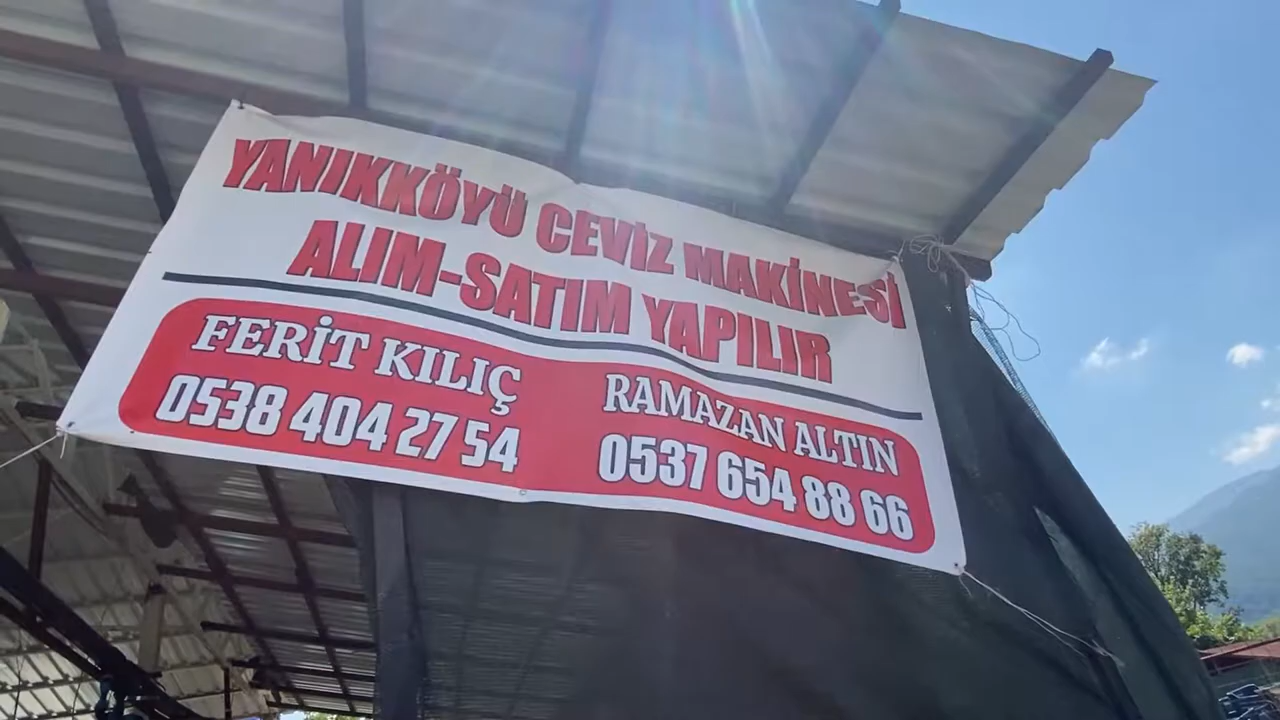 YANIKKÖYÜ CEVİZ MAKİNESİ
ALIM-SATIM YAPILIR
FERİT KILIÇ
0538 404 27 54
RAMAZAN ALTIN
0537 654 88 66